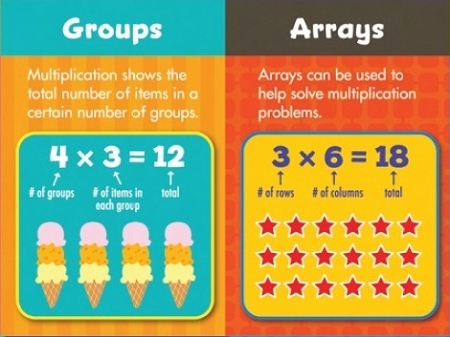 Groups
Multiplication shows the
total number of items in a
certain number of groups.
4 × 3 = 12
# of groups
# of items in
each group
total
Arrays
Arrays can be used to
help solve multiplication
problems.
3 × 6 = 18
# of rows
# of columns
total